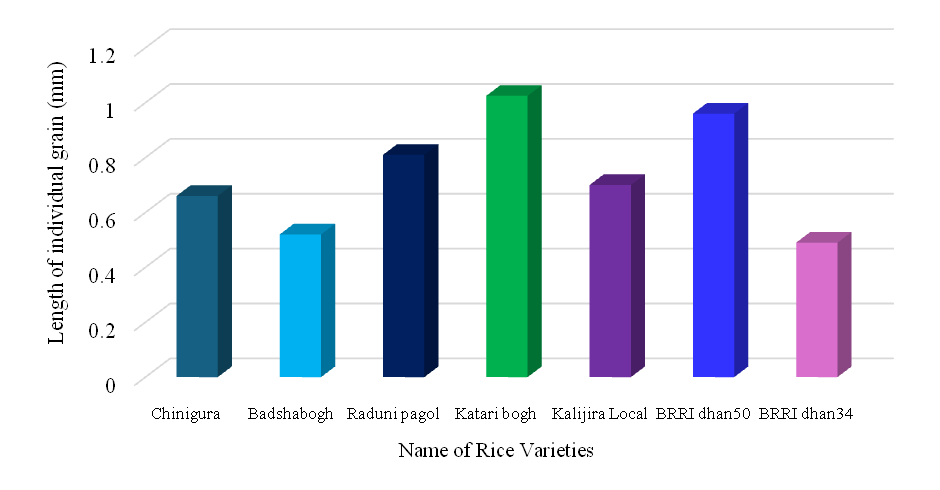 Length of individual grain (mm)
1.2
1
0.8
0.6
0.4
0.2
0
Chinigura Badshabogh Raduni pagol Katari bogh Kalijira Local BRRI dhan50 BRRI dhan34
Name of Rice Varieties